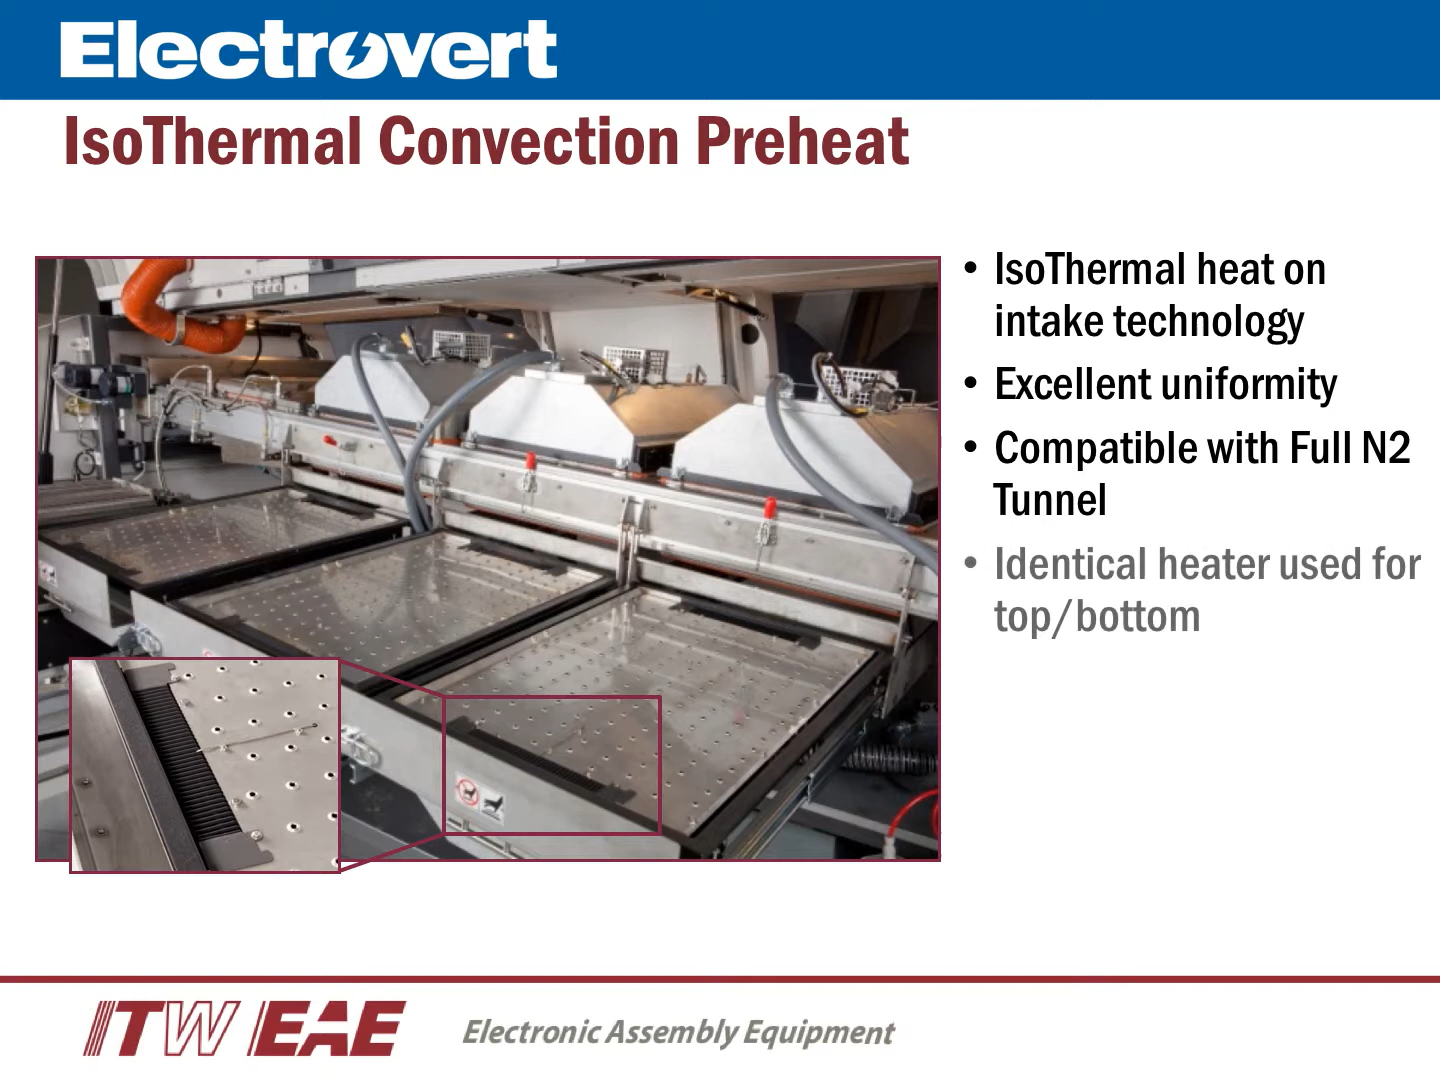 Electrovert
IsoThermal Convection Preheat
• IsoThermal heat on
intake technology
• Excellent uniformity
• Compatible with Full N2
Tunnel
• Identical heater used for
top/bottom
ITW EAE
Electronic Assembly Equipment